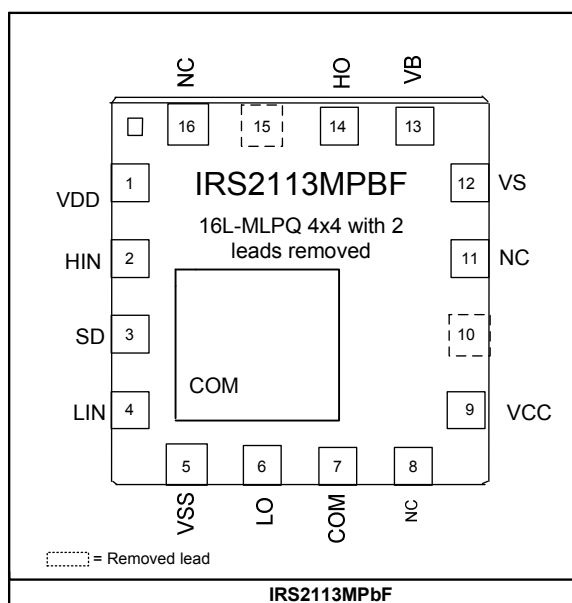 NC
HO
VB
16
15
14
13
VDD
1
IRS2113MPBF
12
VS
16L-MLPQ 4x4 with 2
leads removed
HIN
2
11
NC
SD
3
10
COM
LIN
4
9
VCC
5
6
7
8
VSS
LO
COM
NC
= Removed lead
IRS2113MPbF